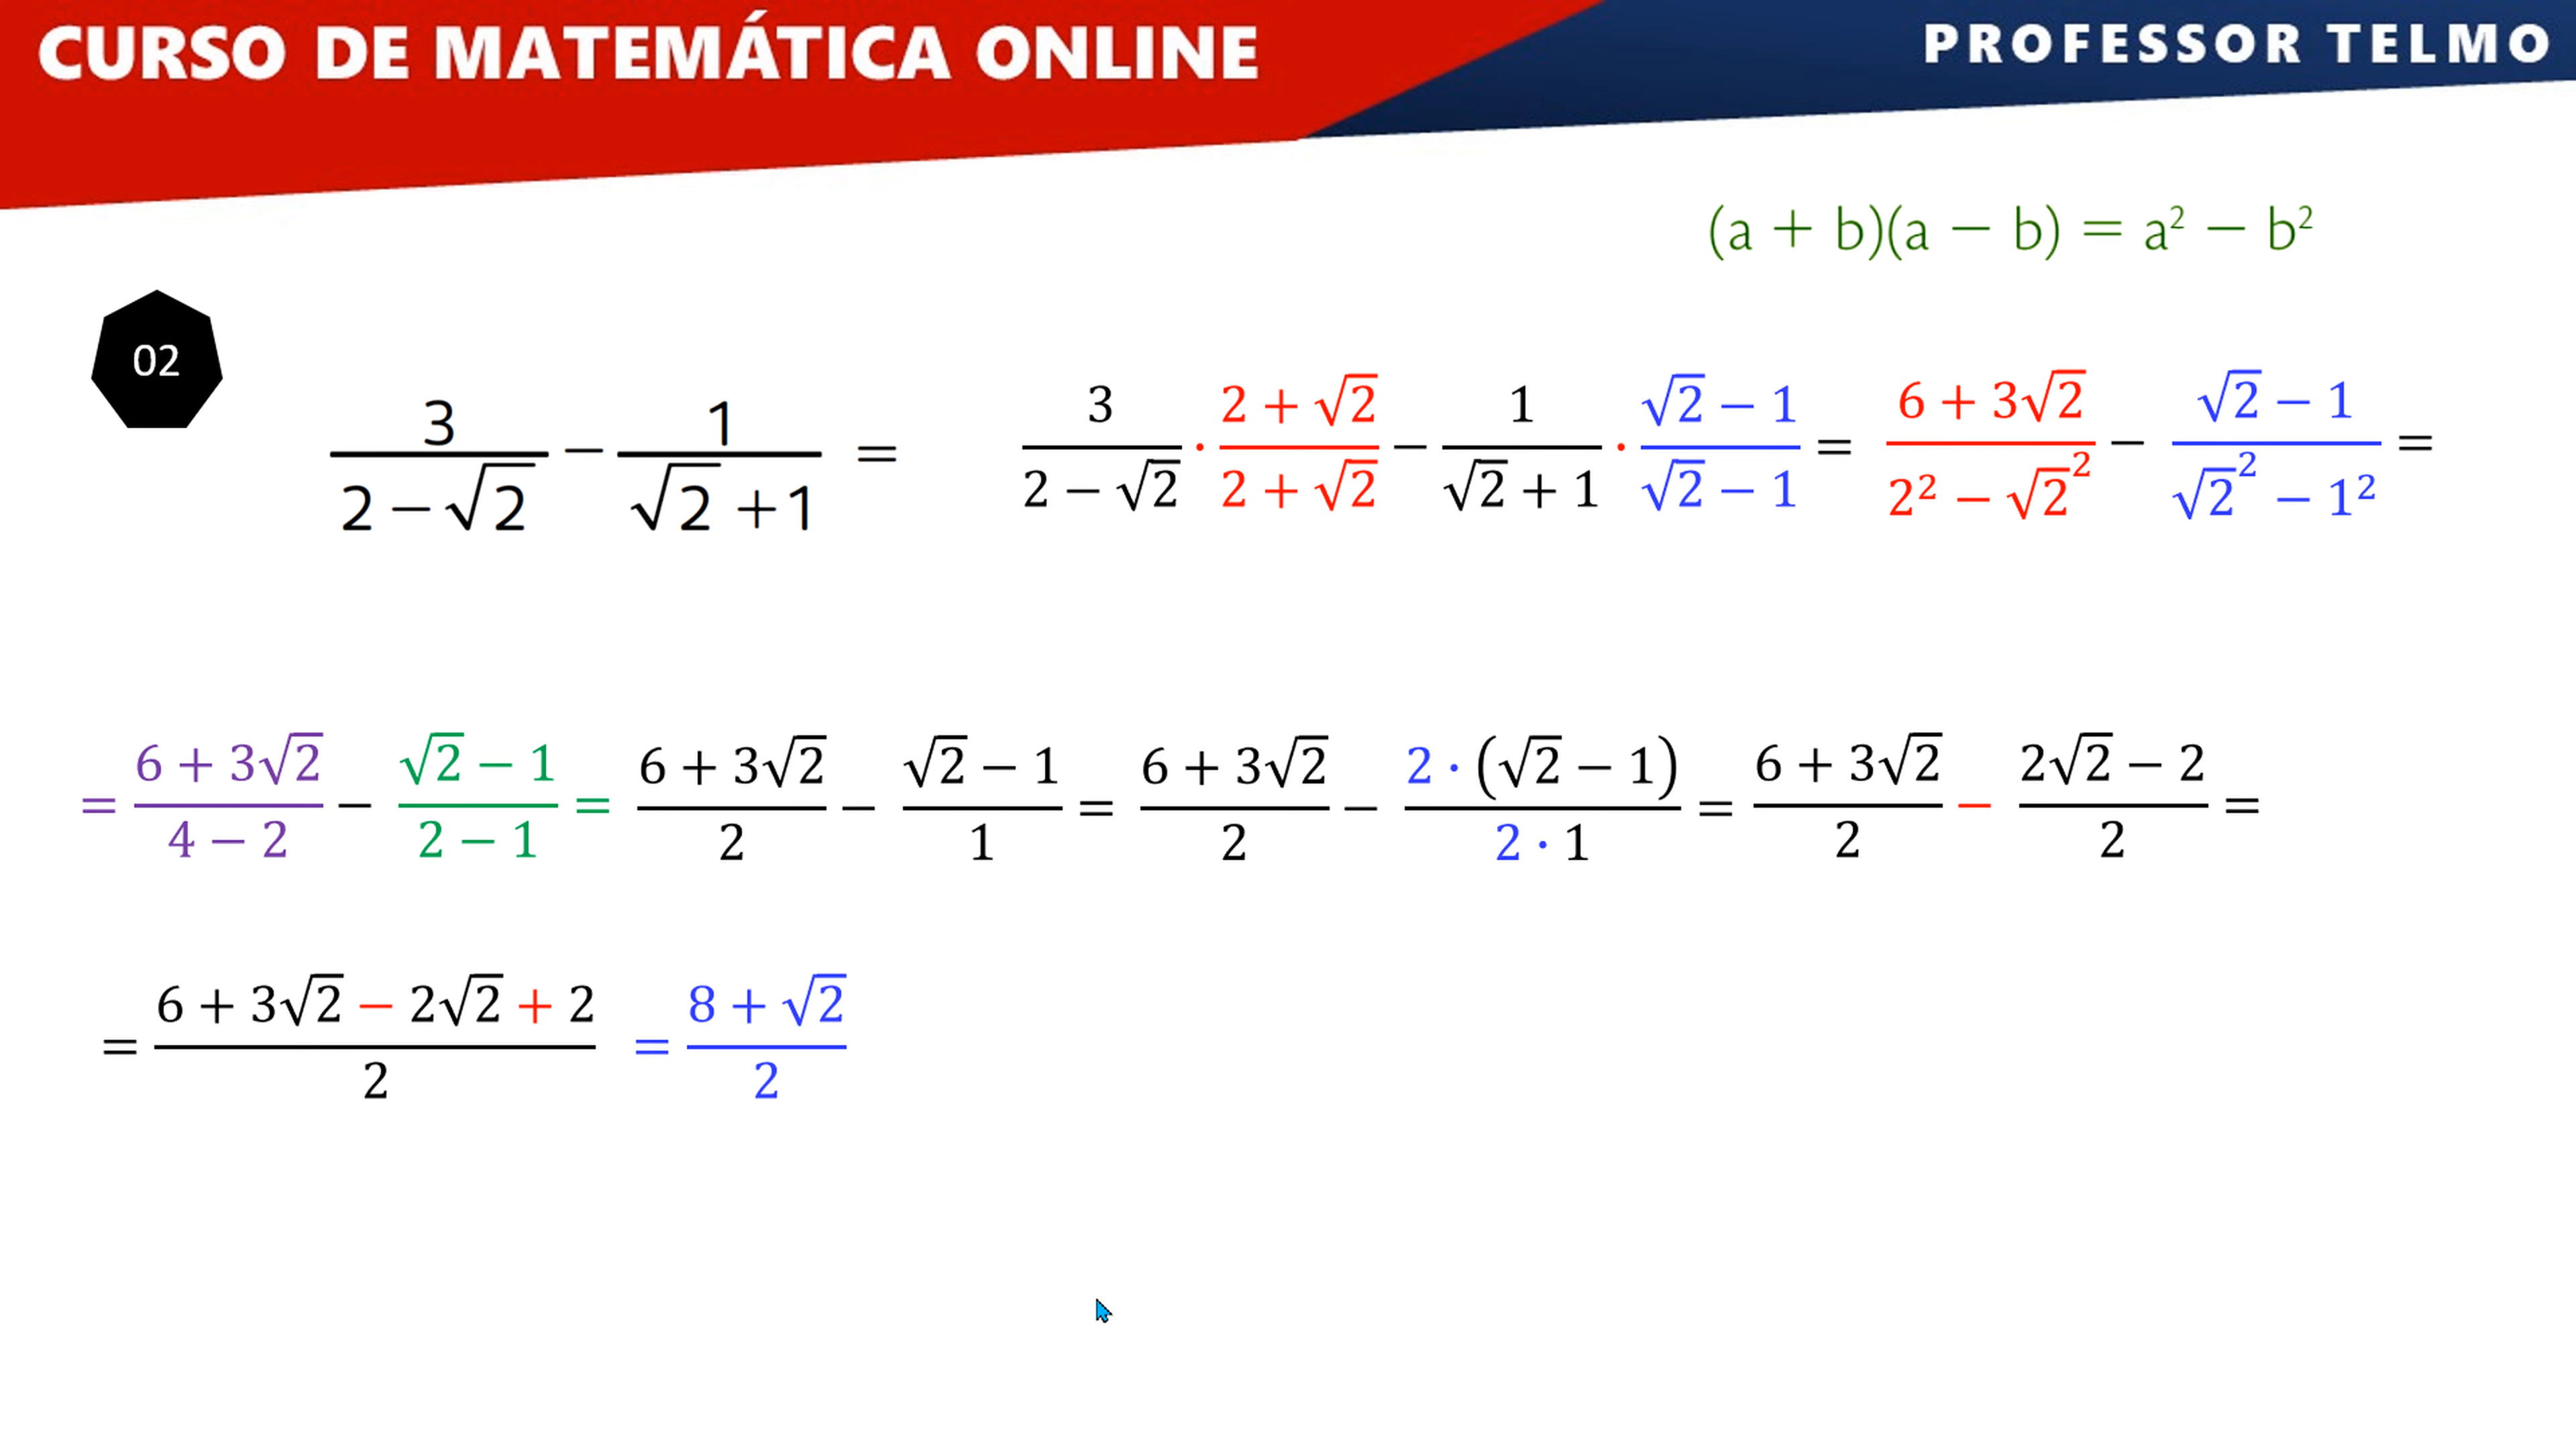 CURSO DE MATEMÁTICA ONLINE
PROFESSOR TELMO
(a + b)(a − b) = a² − b²
02
3/(2 − √2) − 1/(√2 + 1) = 3/(2 − √2) · (2 + √2)/(2 + √2) − 1/(√2 + 1) · (√2 − 1)/(√2 − 1) = (6 + 3√2)/(2² − √2²) − (√2 − 1)/(√2² − 1²) =
= (6 + 3√2)/(4 − 2) − (√2 − 1)/(2 − 1) = (6 + 3√2)/2 − (√2 − 1)/1 = (6 + 3√2)/2 − (2 · (√2 − 1))/(2 · 1) = (6 + 3√2)/2 − (2√2 − 2)/2 =
= (6 + 3√2 − 2√2 + 2)/2 = (8 + √2)/2